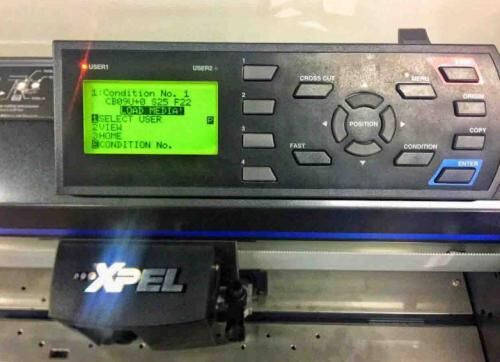 USER1 USER2
1:Condition No. 1
CB09U+0 S25 F22
LOAD MEDIA!
1SELECT USER P
2VIEW
3HOME
4CONDITION No.
1
2
3
4
CROSS CUT
MENU
ORIGIN
COPY
POSITION
FAST
CONDITION
ENTER
XPEL